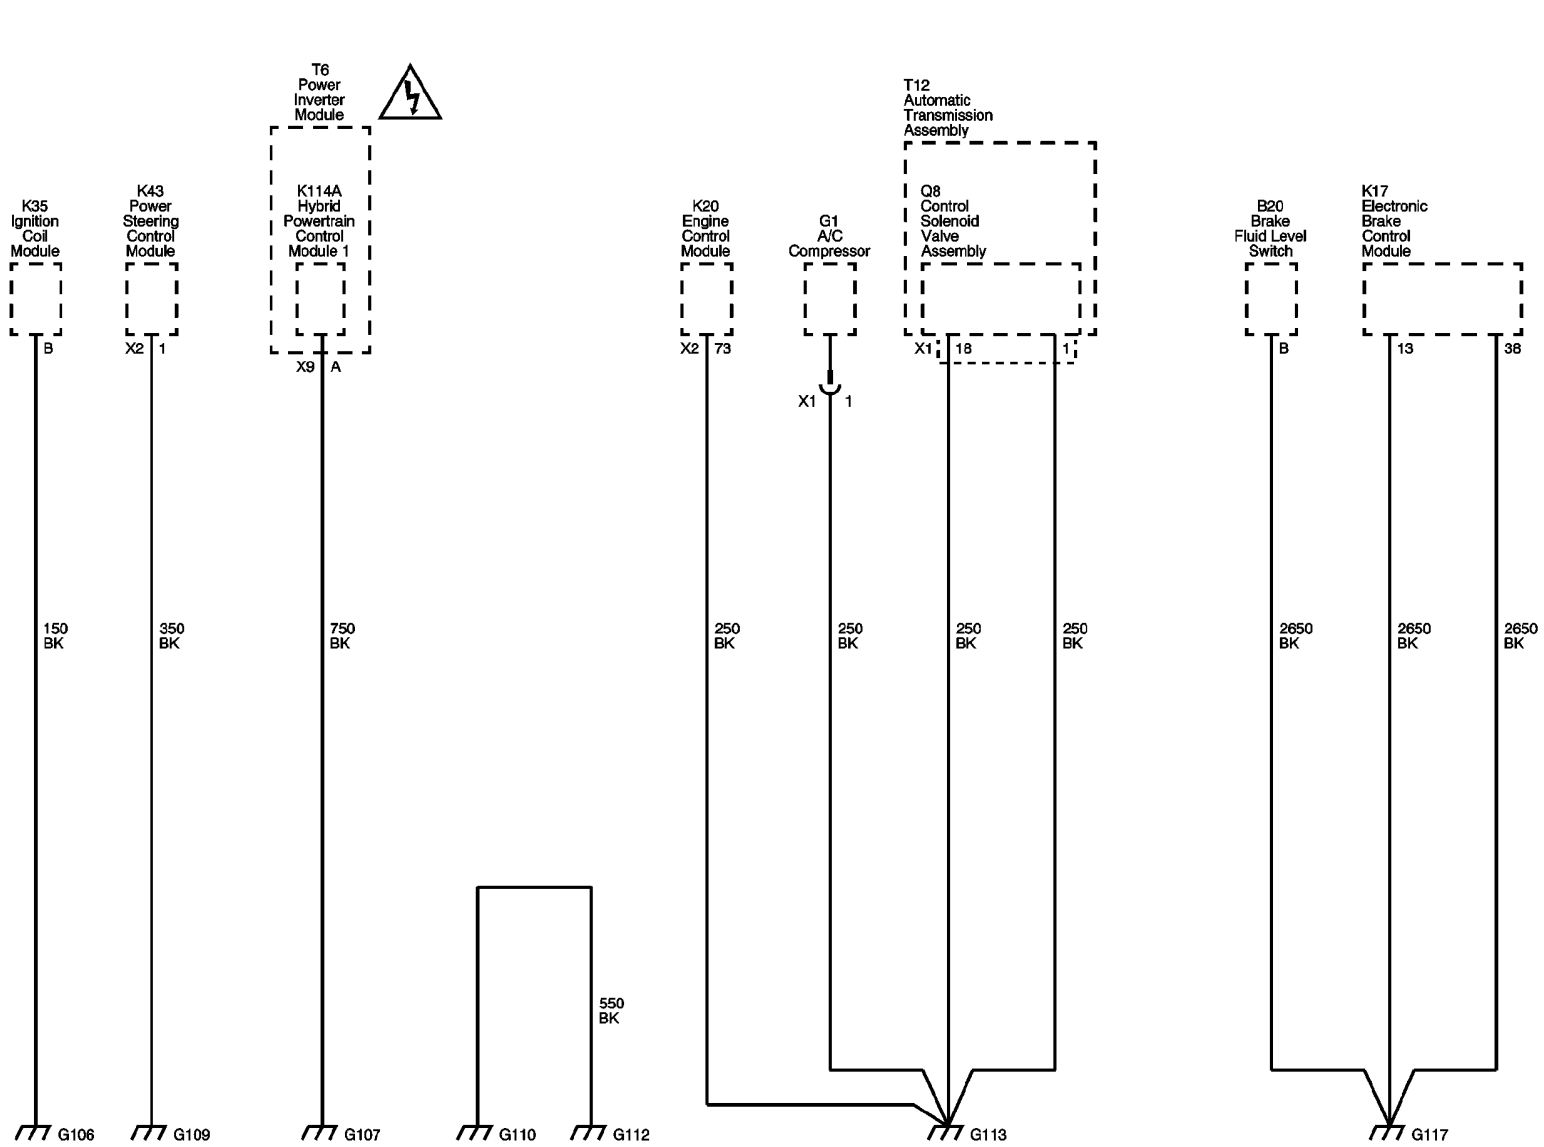 T6
Power
Inverter
Module
T12
Automatic
Transmission
Assembly
K35
Ignition
Coil
Module
K43
Power
Steering
Control
Module
K114A
Hybrid
Powertrain
Control
Module 1
K20
Engine
Control
Module
G1
A/C
Compressor
Q8
Control
Solenoid
Valve
Assembly
B20
Brake
Fluid Level
Switch
K17
Electronic
Brake
Control
Module
B
X2 1
X9 A
X2 73
X1 1
X1 18
1
B
13
38
150
BK
350
BK
750
BK
250
BK
250
BK
250
BK
250
BK
2650
BK
2650
BK
2650
BK
550
BK
G106
G109
G107
G110
G112
G113
G117